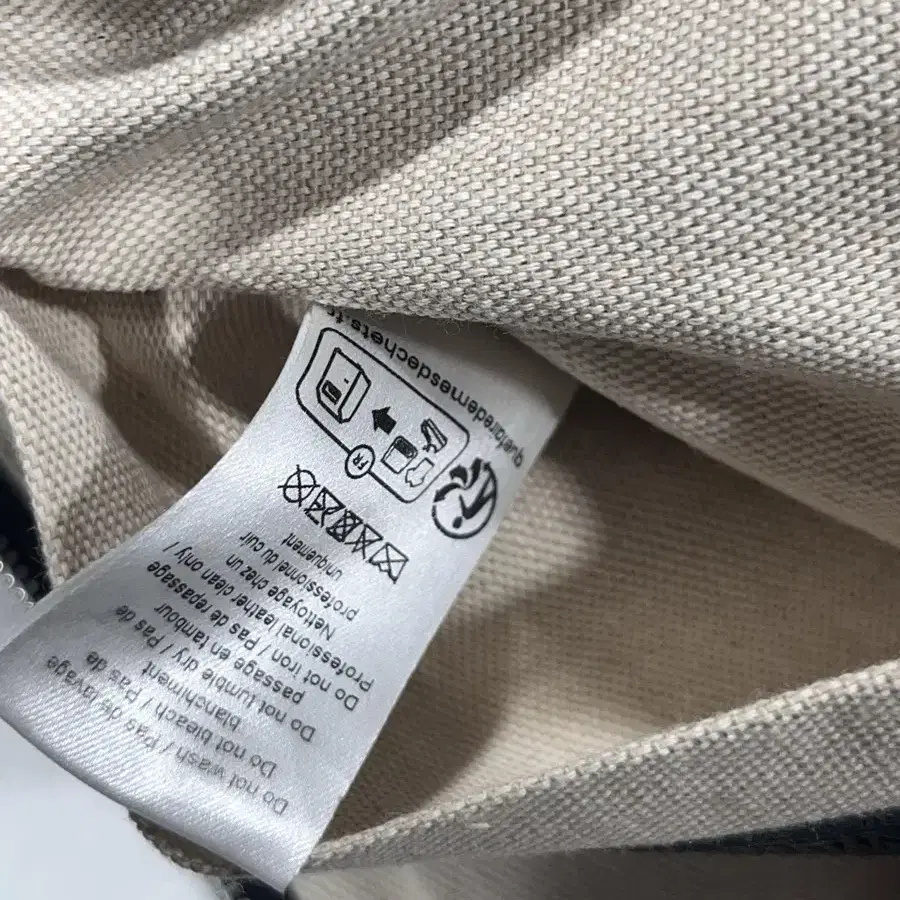 Do not wash / Pas de lavage
Do not bleach / Pas de
blanchiment
Do not tumble dry / Pas de
passage en tambour
Do not iron / Pas de repassage
Professional leather clean only /
Nettoyage chez un
professionnel du cuir
uniquement
FR
quefairedemesdechets.fr